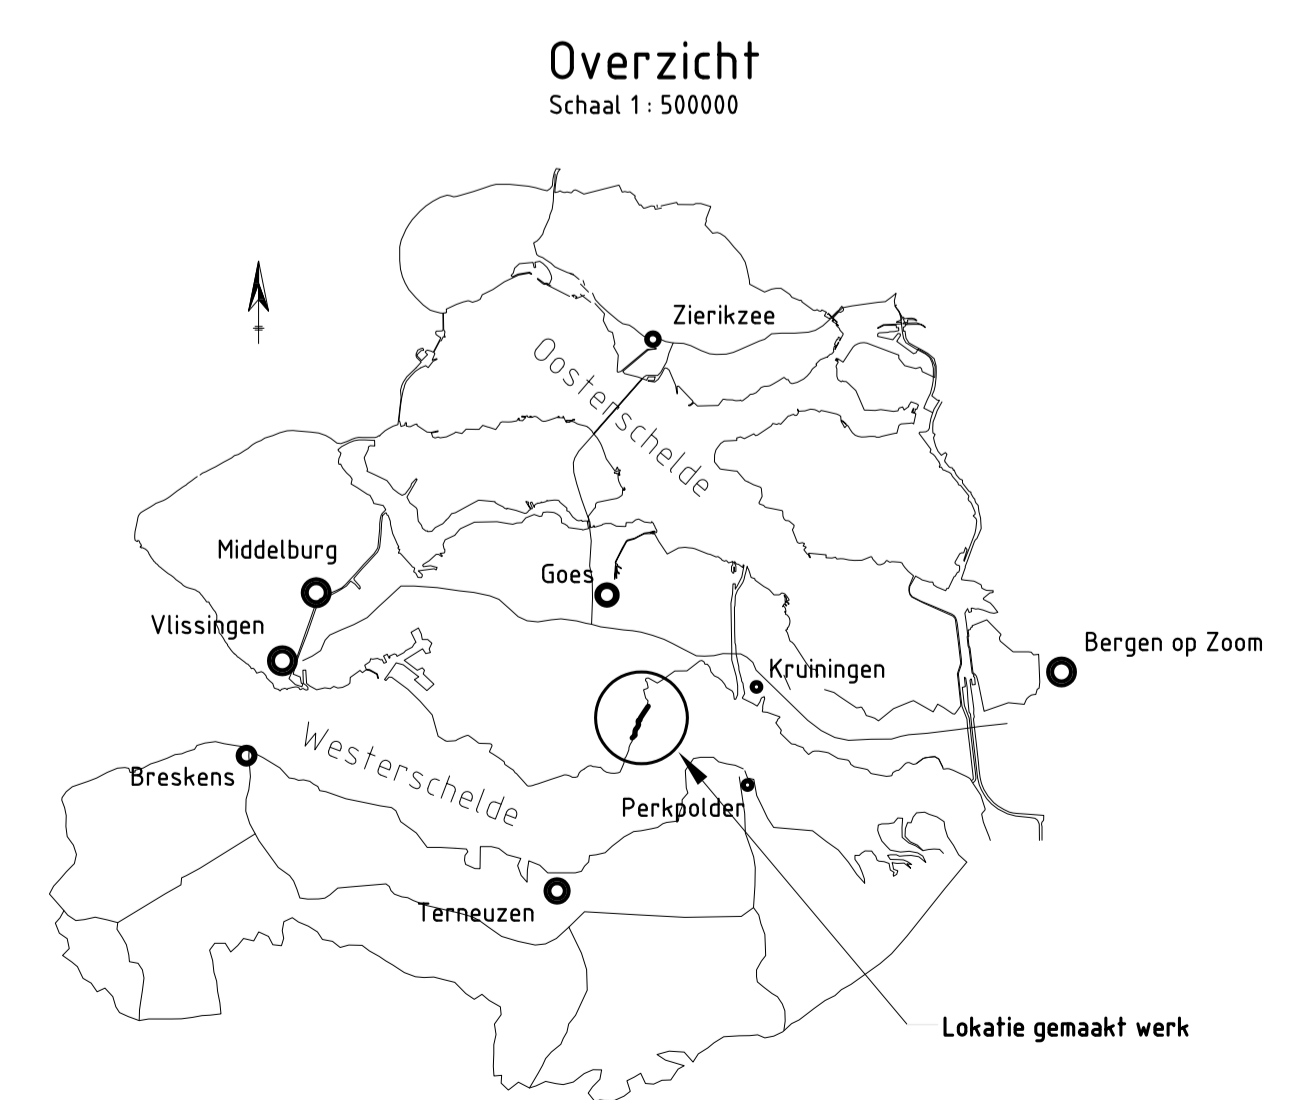 Overzicht
Schaal 1 : 500000
Zierikzee
Oosterschelde
Middelburg
Goes
Vlissingen
Bergen op Zoom
Kruiningen
Westerschelde
Breskens
Perkpolder
Terneuzen
Lokatie gemaakt werk